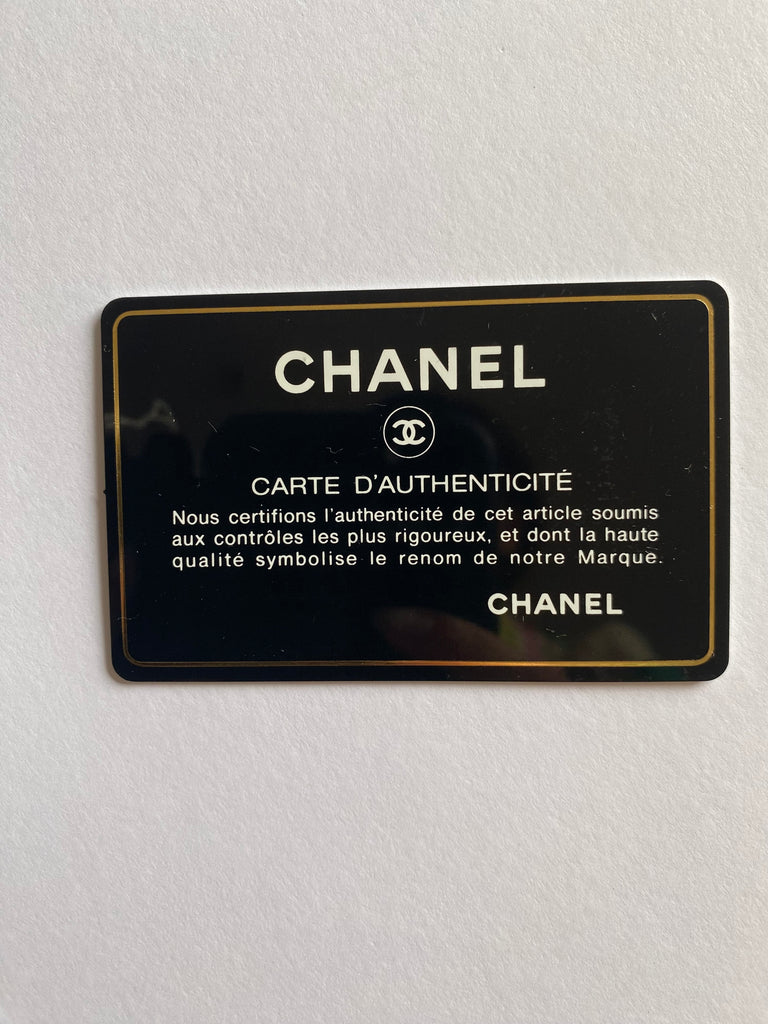 CHANEL
CARTE D'AUTHENTICITÉ
Nous certifions l'authenticité de cet article soumis
aux contrôles les plus rigoureux, et dont la haute
qualité symbolise le renom de notre Marque.
CHANEL